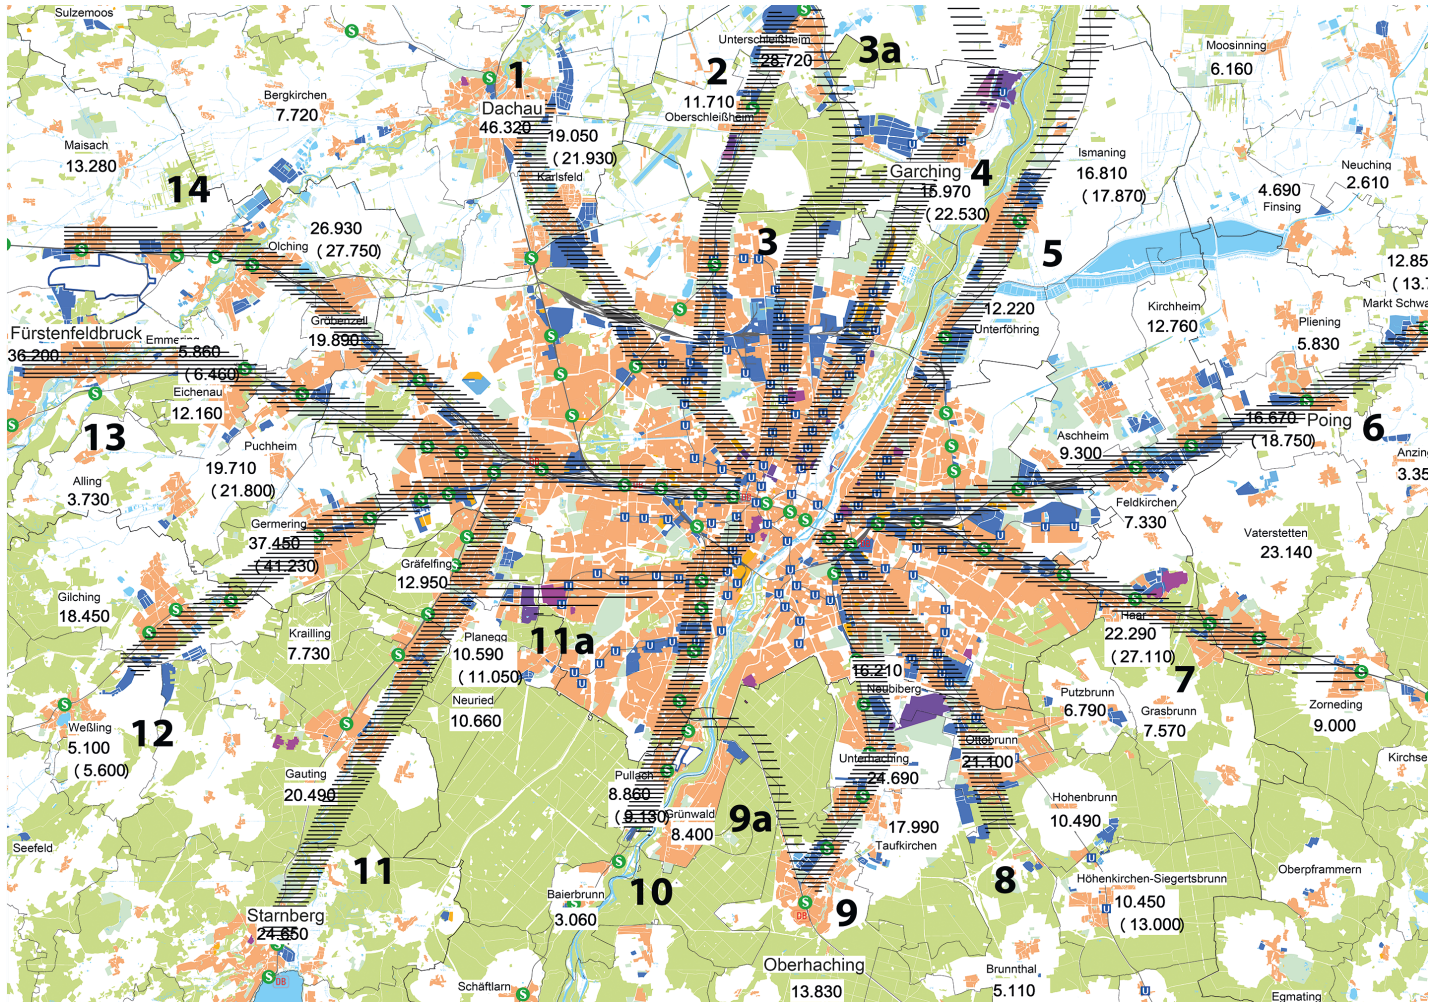 Sulzemoos
Unterschleißheim
28.720
3a
Moosinning
6.160
1
2
Bergkirchen
7.720
Dachau
46.320
11.710
Oberschleißheim
19.050
( 21.930)
Karlsfeld
Maisach
13.280
14
Garching
15.970
( 22.530)
4
Ismaning
16.810
( 17.870)
Neuching
2.610
4.690
Finsing
26.930
( 27.750)
Olching
3
5
12.220
Unterföhring
Kirchheim
12.760
Markt Schwa
Pliening
5.830
Fürstenfeldbruck
36.200
Gröbenzell
19.890
5.860
( 6.460)
Eichenau
12.160
13
Puchheim
19.710
( 21.800)
Alling
3.730
16.670
( 18.750)
Poing
6
Aschheim
9.300
Anzing
3.35
Feldkirchen
7.330
Vaterstetten
23.140
Germering
37.450
( 41.230)
Gräfelfing
12.950
Gilching
18.450
Krailling
7.730
Planegg
10.590
( 11.050)
11a
Neuried
10.660
Haar
22.290
( 27.110)
7
16.210
Neubiberg
Putzbrunn
6.790
Grasbrunn
7.570
Zorneding
9.000
Weßling
5.100
( 5.600)
12
Ottobrunn
21.100
Unterhaching
24.690
Kirchse
Gauting
20.490
Pullach
8.860
( 9.130)
Grünwald
8.400
9a
Hohenbrunn
10.490
17.990
Taufkirchen
Seefeld
11
10
8
Höhenkirchen-Siegertsbrunn
10.450
( 13.000)
Oberpframmern
Baierbrunn
3.060
9
DB
Starnberg
24.650
DB
Oberhaching
13.830
Brunnthal
5.110
Schäftlarn
Egmating